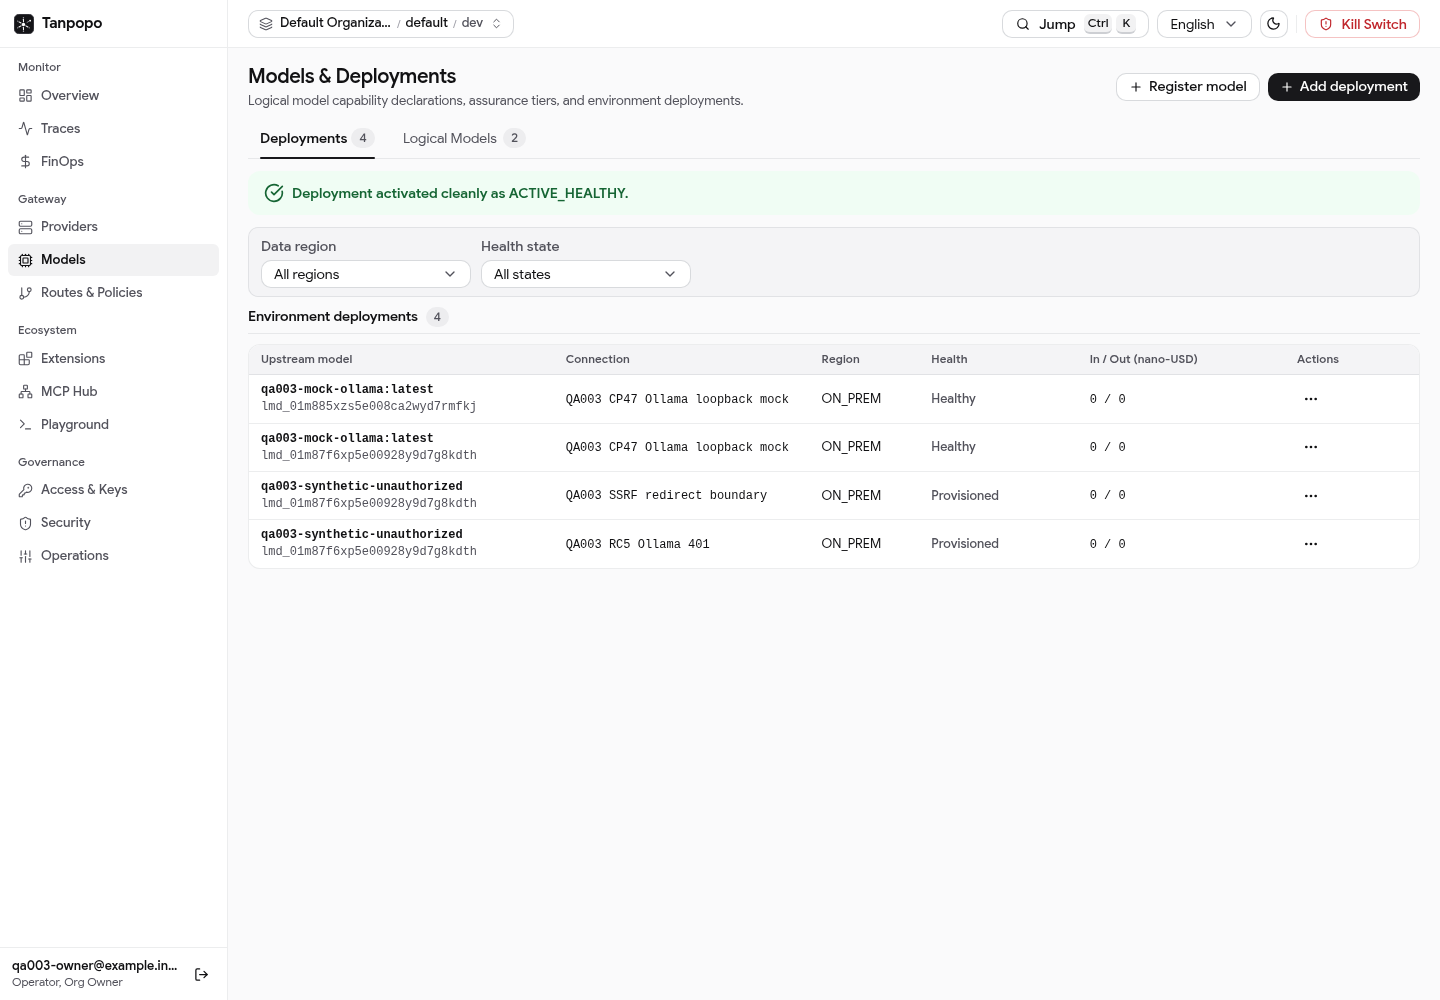 Tanpopo
Default Organiza... / default / dev
Jump Ctrl K
English
Kill Switch
Monitor
Overview
Traces
FinOps
Gateway
Providers
Models
Routes & Policies
Ecosystem
Extensions
MCP Hub
Playground
Governance
Access & Keys
Security
Operations
qa003-owner@example.in...
Operator, Org Owner
Models & Deployments
Logical model capability declarations, assurance tiers, and environment deployments.
Register model
Add deployment
Deployments 4
Logical Models 2
Deployment activated cleanly as ACTIVE_HEALTHY.
Data region
All regions
Health state
All states
Environment deployments 4
Upstream model Connection Region Health In / Out (nano-USD) Actions
qa003-mock-ollama:latest
lmd_01m885xzs5e008ca2wyd7rmfkj
QA003 CP47 Ollama loopback mock ON_PREM Healthy 0 / 0
qa003-mock-ollama:latest
lmd_01m87f6xp5e00928y9d7g8kdth
QA003 CP47 Ollama loopback mock ON_PREM Healthy 0 / 0
qa003-synthetic-unauthorized
lmd_01m87f6xp5e00928y9d7g8kdth
QA003 SSRF redirect boundary ON_PREM Provisioned 0 / 0
qa003-synthetic-unauthorized
lmd_01m87f6xp5e00928y9d7g8kdth
QA003 RC5 Ollama 401 ON_PREM Provisioned 0 / 0